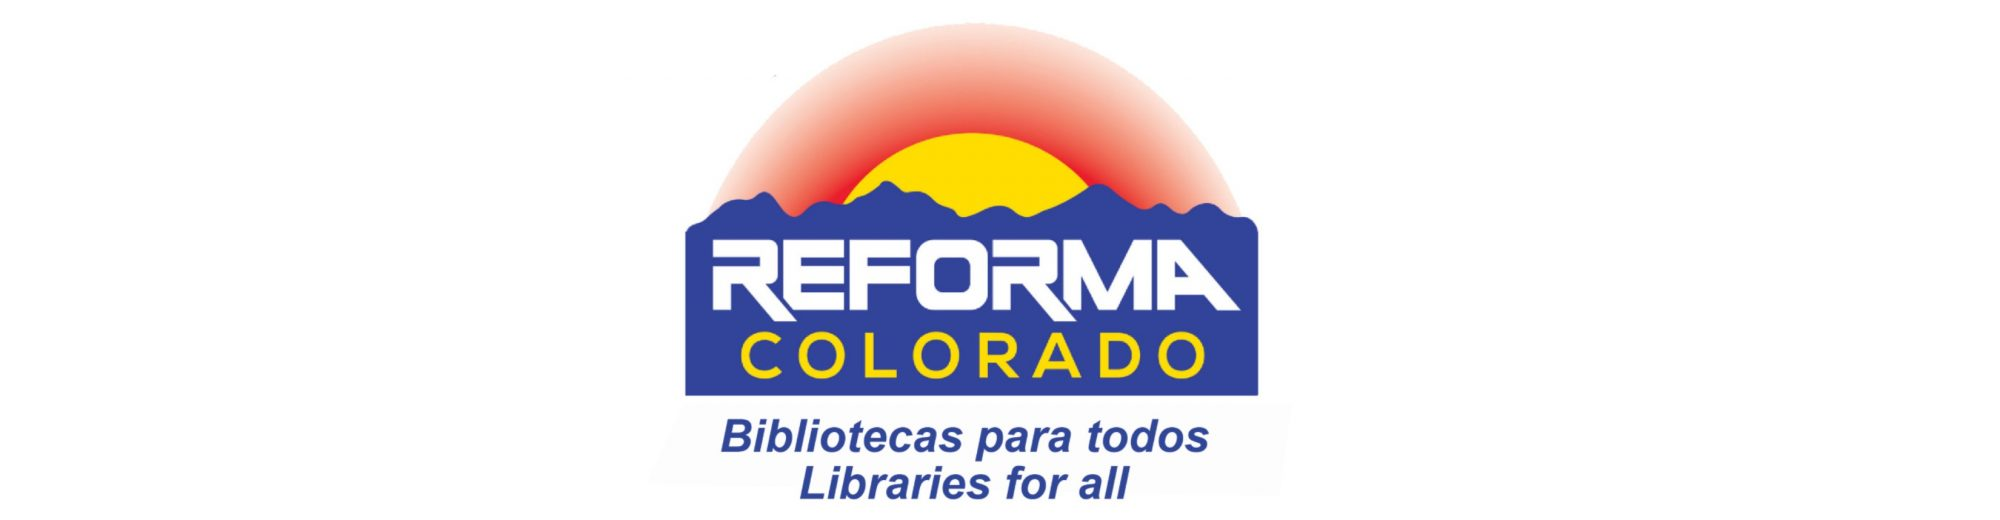 REFORMA
COLORADO
Bibliotecas para todos
Libraries for all